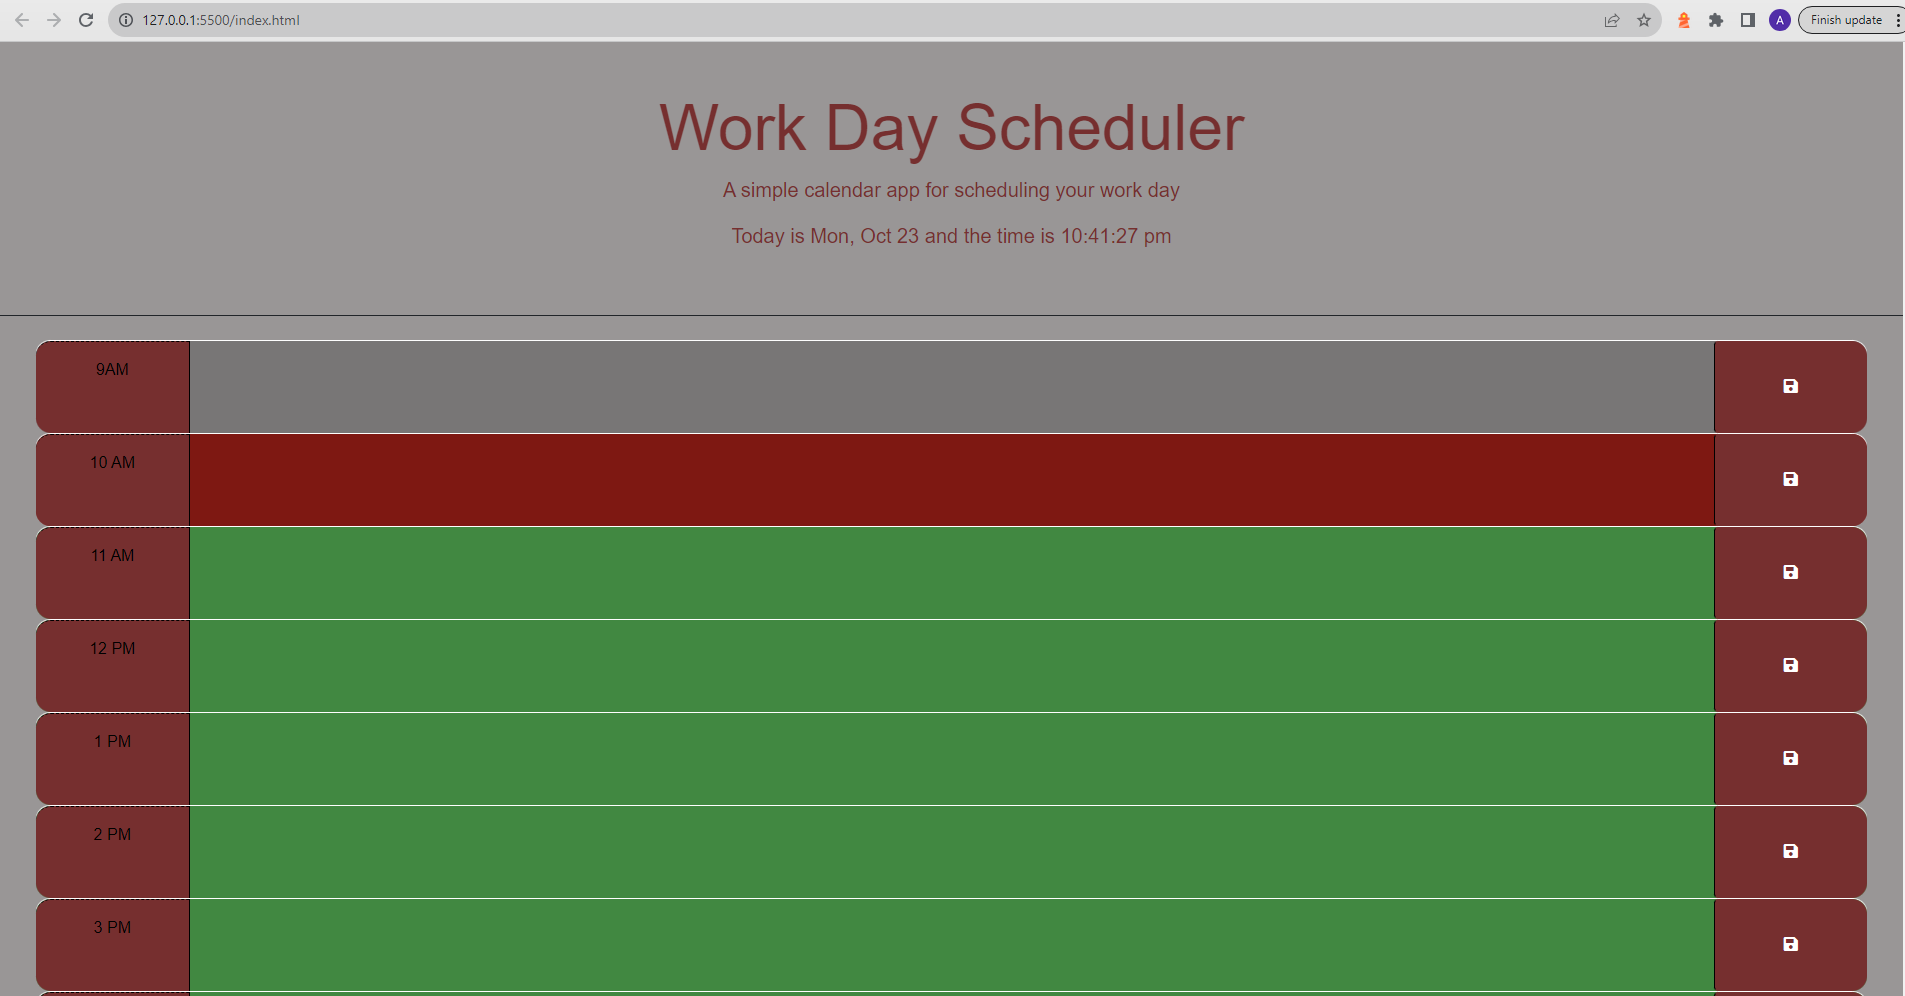 127.0.0.1:5500/index.html
A
Finish update
Work Day Scheduler
A simple calendar app for scheduling your work day
Today is Mon, Oct 23 and the time is 10:41:27 pm
9AM
10 AM
11 AM
12 PM
1 PM
2 PM
3 PM